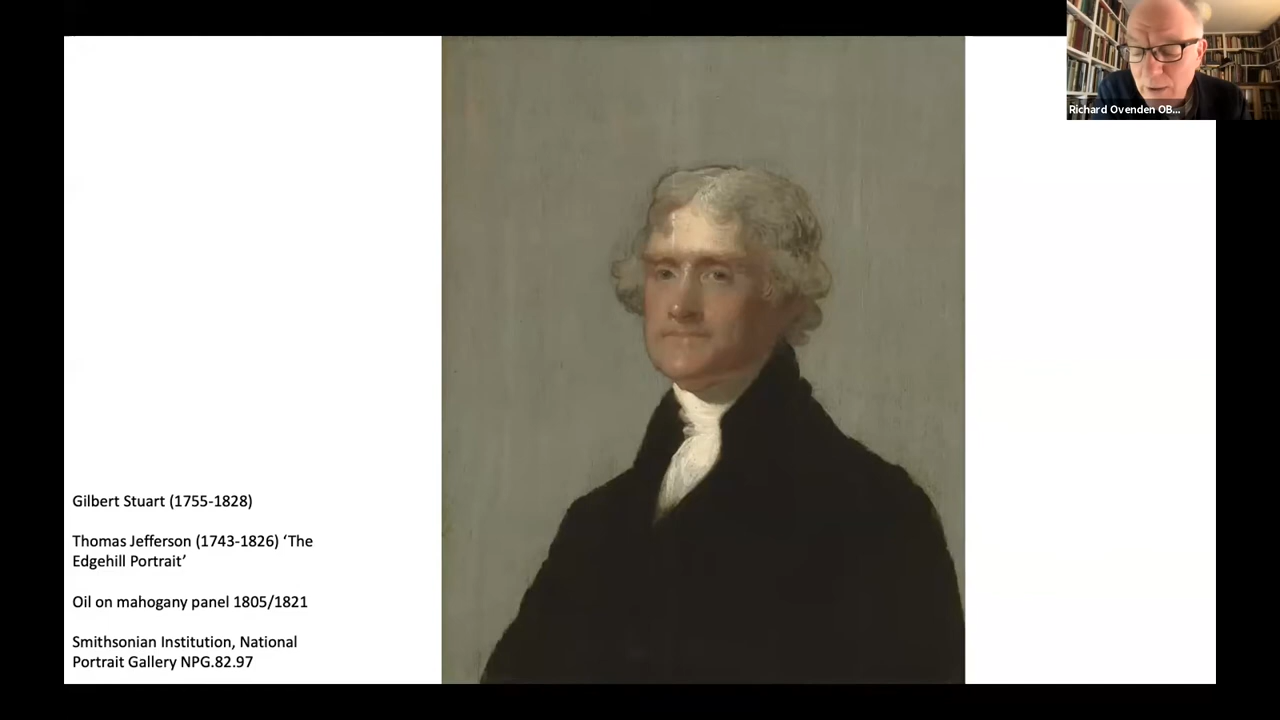 Richard Ovenden OB...
Gilbert Stuart (1755-1828)
Thomas Jefferson (1743-1826) ‘The
Edgehill Portrait’
Oil on mahogany panel 1805/1821
Smithsonian Institution, National
Portrait Gallery NPG.82.97